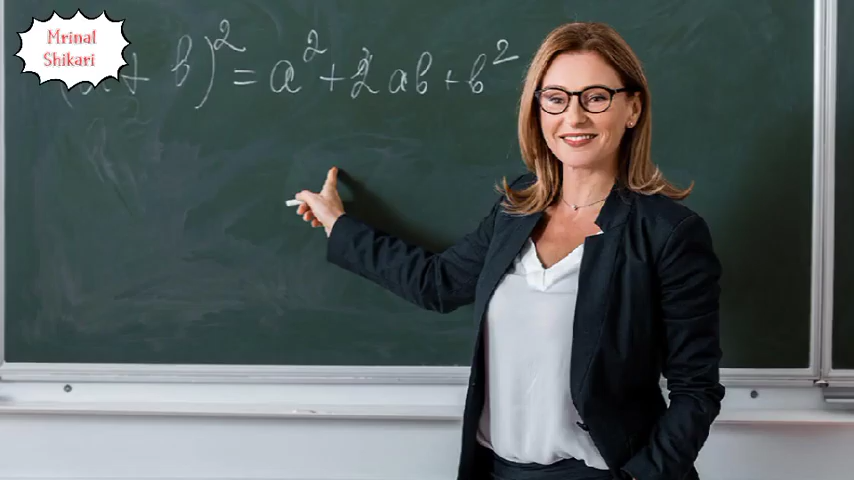 Mrinal
Shikari
(a + b)² = a² + 2ab + b²